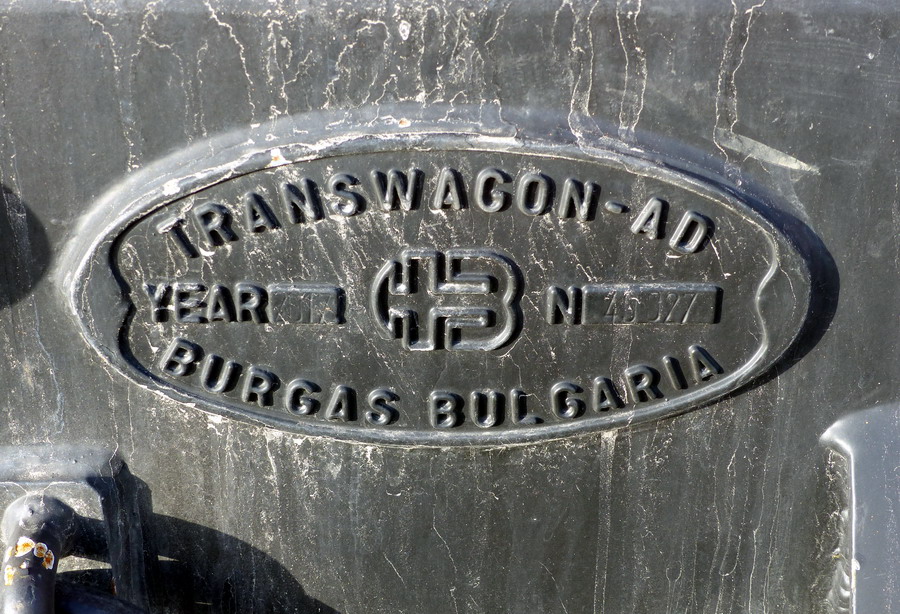 TRANSWAGON-AD
YEAR
N
BURGAS BULGARIA